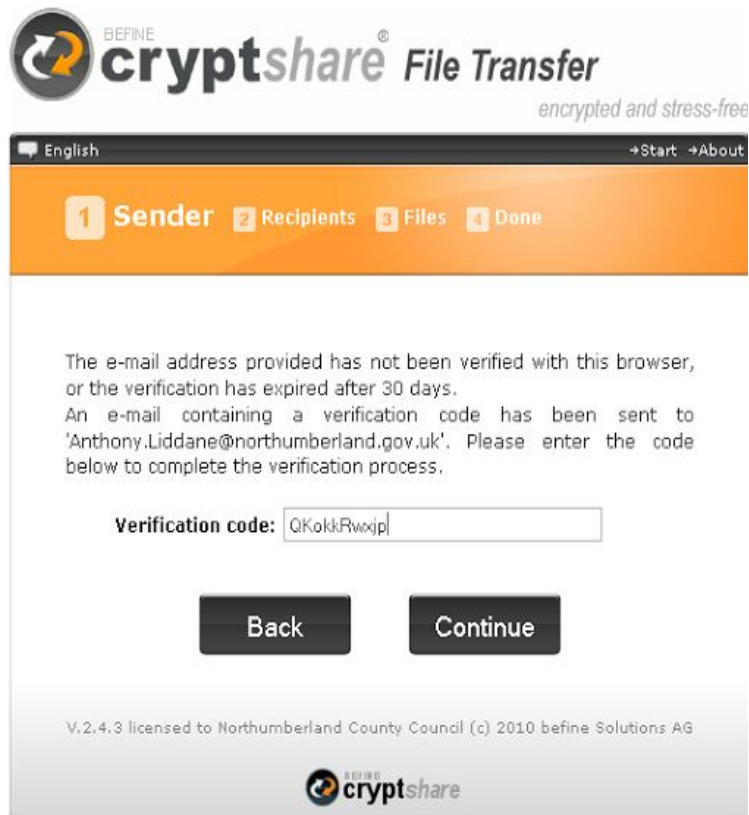 BEFINE
cryptshare® File Transfer
encrypted and stress-free
English →Start →About
1 Sender 2 Recipients 3 Files 4 Done
The e-mail address provided has not been verified with this browser,
or the verification has expired after 30 days.
An e-mail containing a verification code has been sent to
'Anthony.Liddane@northumberland.gov.uk'. Please enter the code
below to complete the verification process.
Verification code: QKokkRwxjp
Back Continue
V.2.4.3 licensed to Northumberland County Council (c) 2010 befine Solutions AG
BEFINE
cryptshare